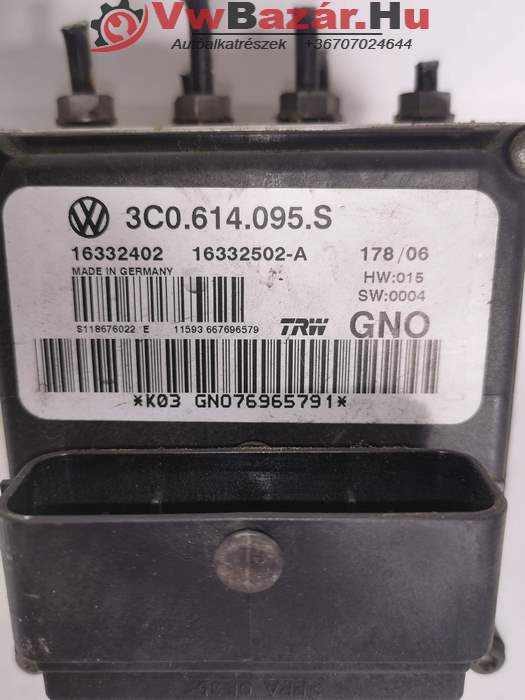 VwBazár.Hu
Autóalkatrészek +36707024644
3C0.614.095.S
16332402 16332502-A 178/06
MADE IN GERMANY HW:015
SW:0004
S118676022 E 11593 667696579 TRW GNO
*K03 GNO76965791*